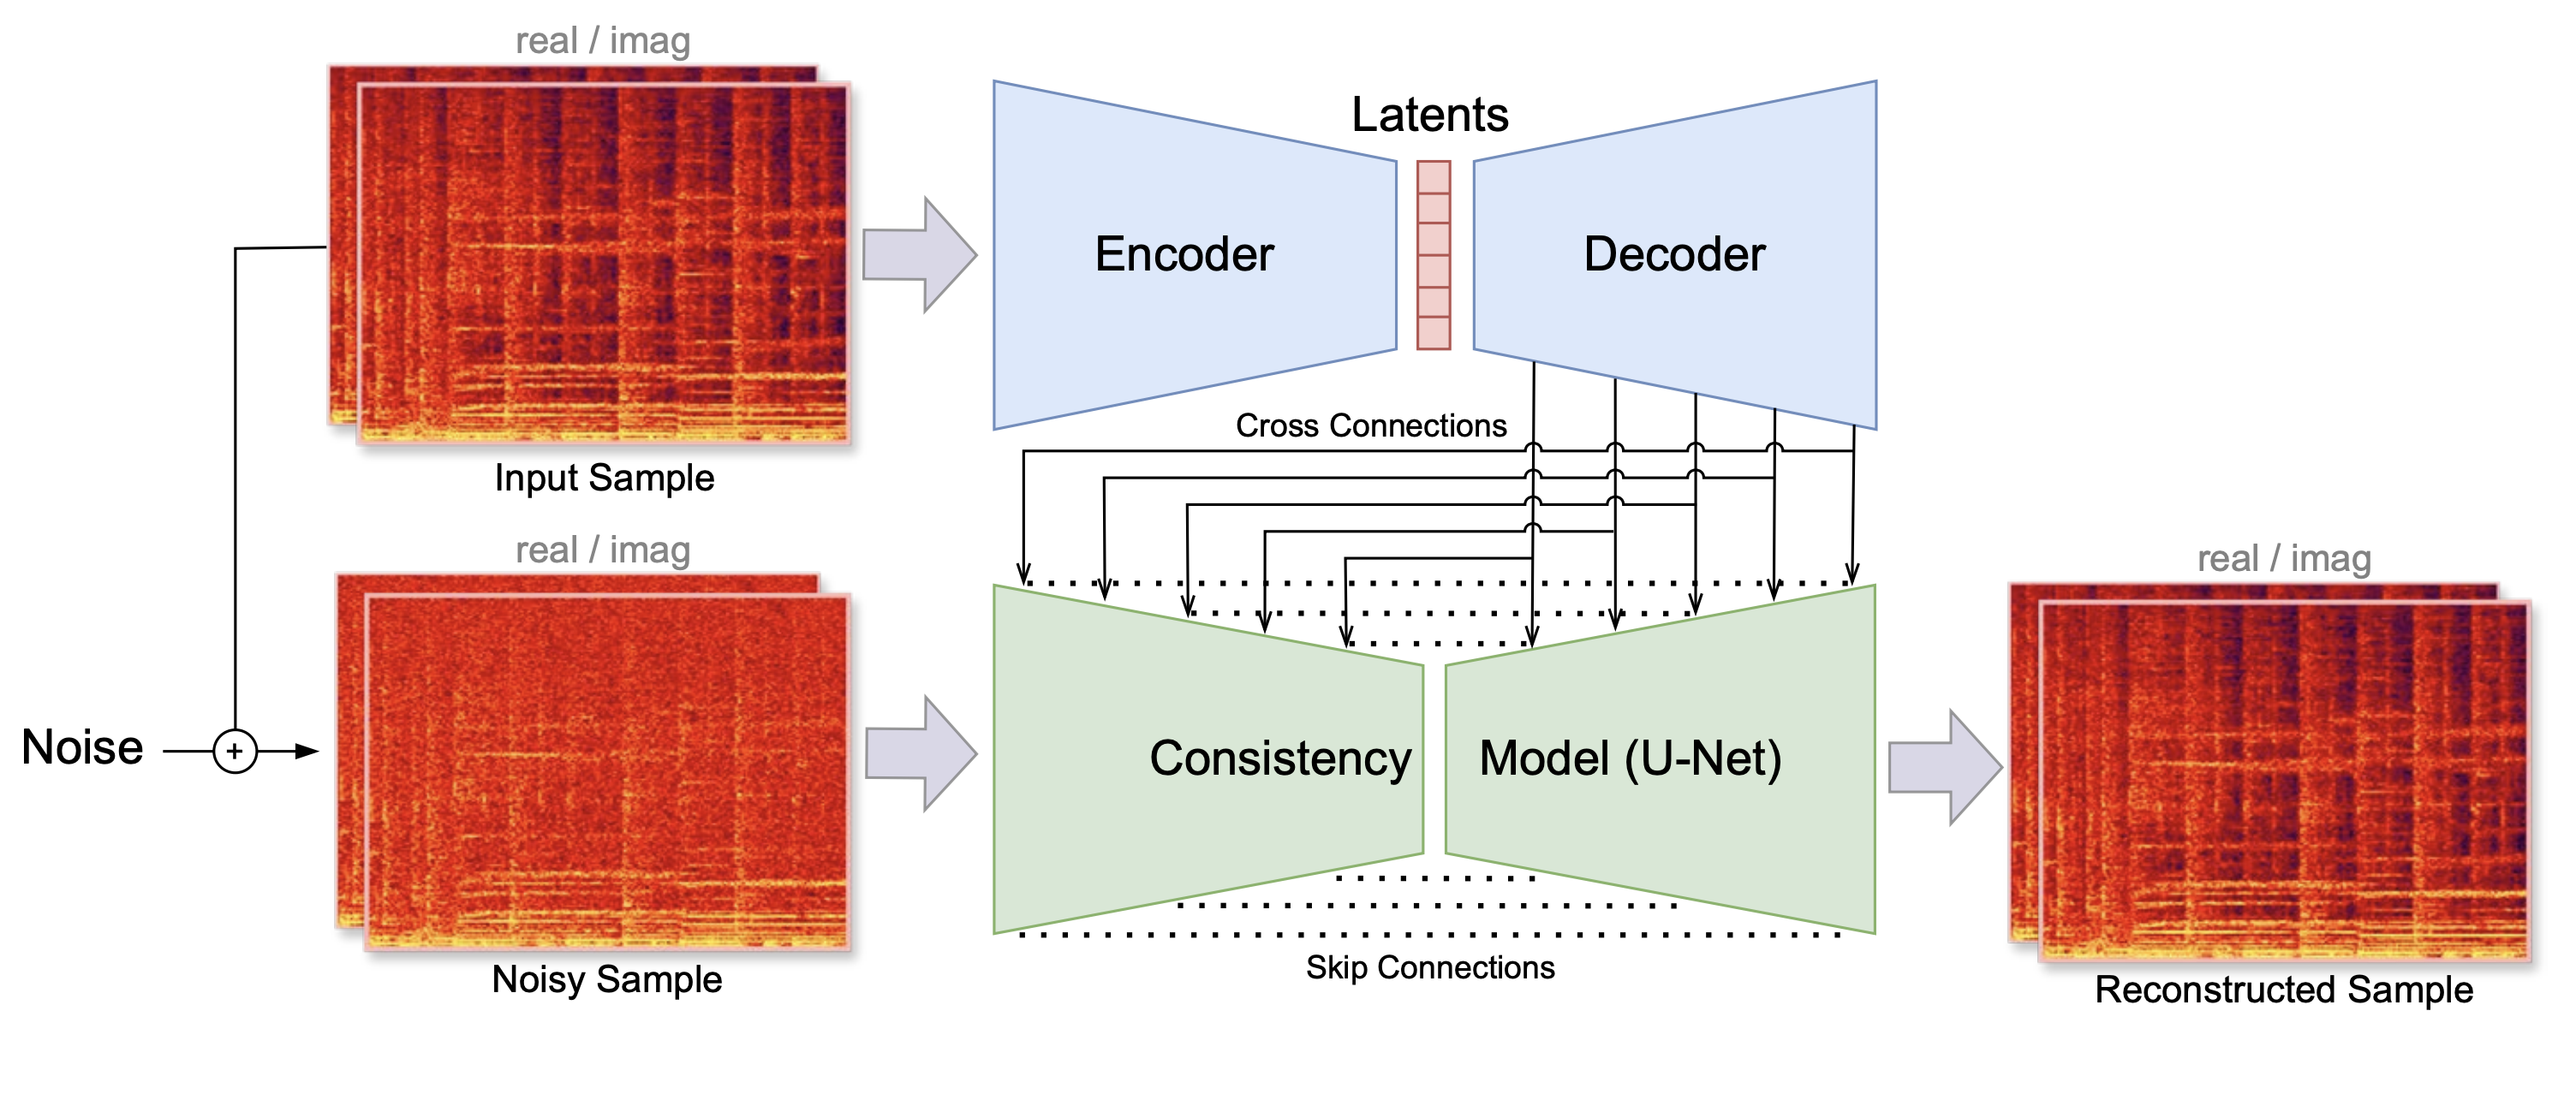 real / imag
Latents
Encoder
Decoder
Cross Connections
Input Sample
real / imag
real / imag
Noise
+
Consistency
Model (U-Net)
Skip Connections
Noisy Sample
Reconstructed Sample